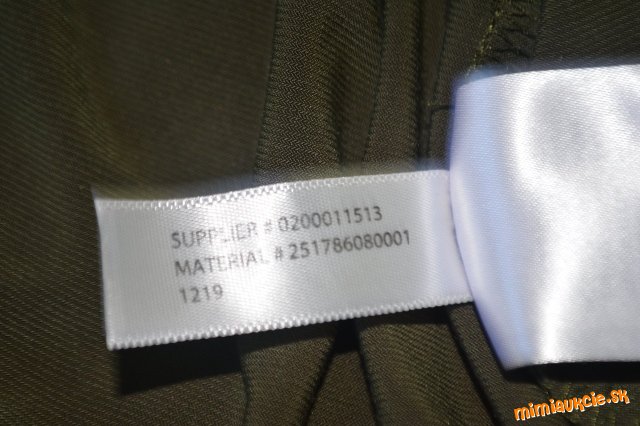 SUPPLIER # 0200011513
MATERIAL # 251786080001
1219
mimiaukcie.sk